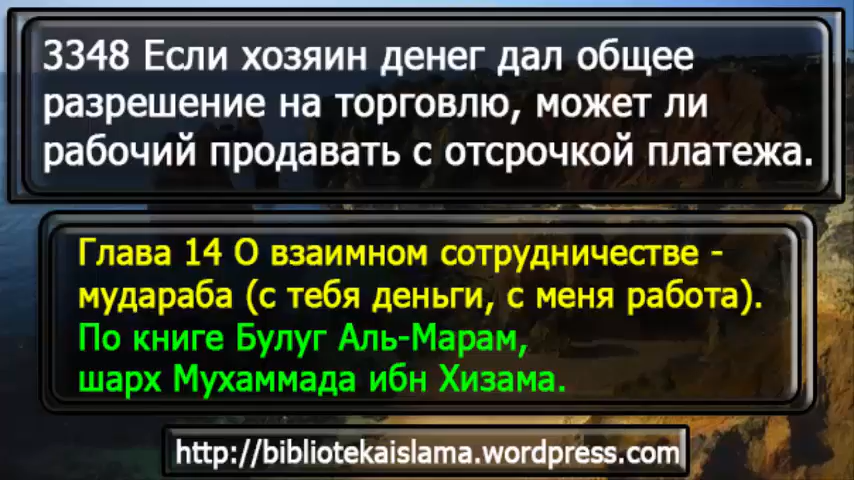 3348 Если хозяин денег дал общее
разрешение на торговлю, может ли
рабочий продавать с отсрочкой платежа.
Глава 14 О взаимном сотрудничестве -
мудараба (с тебя деньги, с меня работа).
По книге Булуг Аль-Марам,
шарх Мухаммада ибн Хизама.
http://bibliotekaislama.wordpress.com